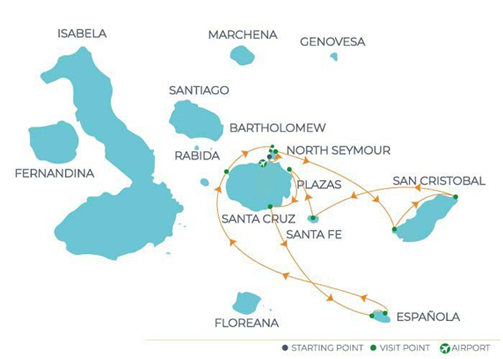 ISABELA
MARCHENA
GENOVESA
SANTIAGO
BARTHOLOMEW
NORTH SEYMOUR
RABIDA
FERNANDINA
PLAZAS
SAN CRISTOBAL
SANTA CRUZ
SANTA FE
FLOREANA
ESPAÑOLA
STARTING POINT VISIT POINT AIRPORT